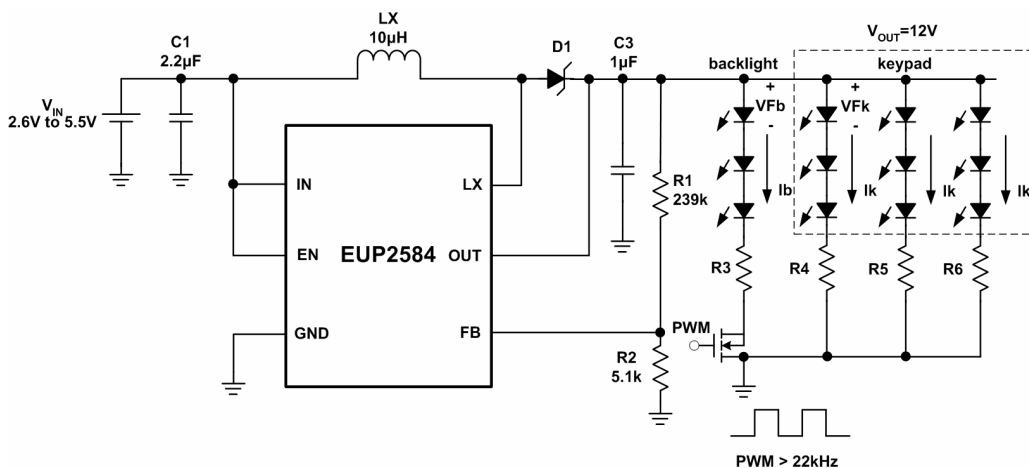 LX
10µH
C1
2.2µF
D1
C3
1µF
V_OUT=12V
backlight
keypad
V_IN
2.6V to 5.5V
+
VFb
-
+
VFk
-
IN
LX
R1
239k
Ib
Ik
Ik
Ik
EN
EUP2584
OUT
R3
R4
R5
R6
GND
FB
PWM
R2
5.1k
PWM > 22kHz